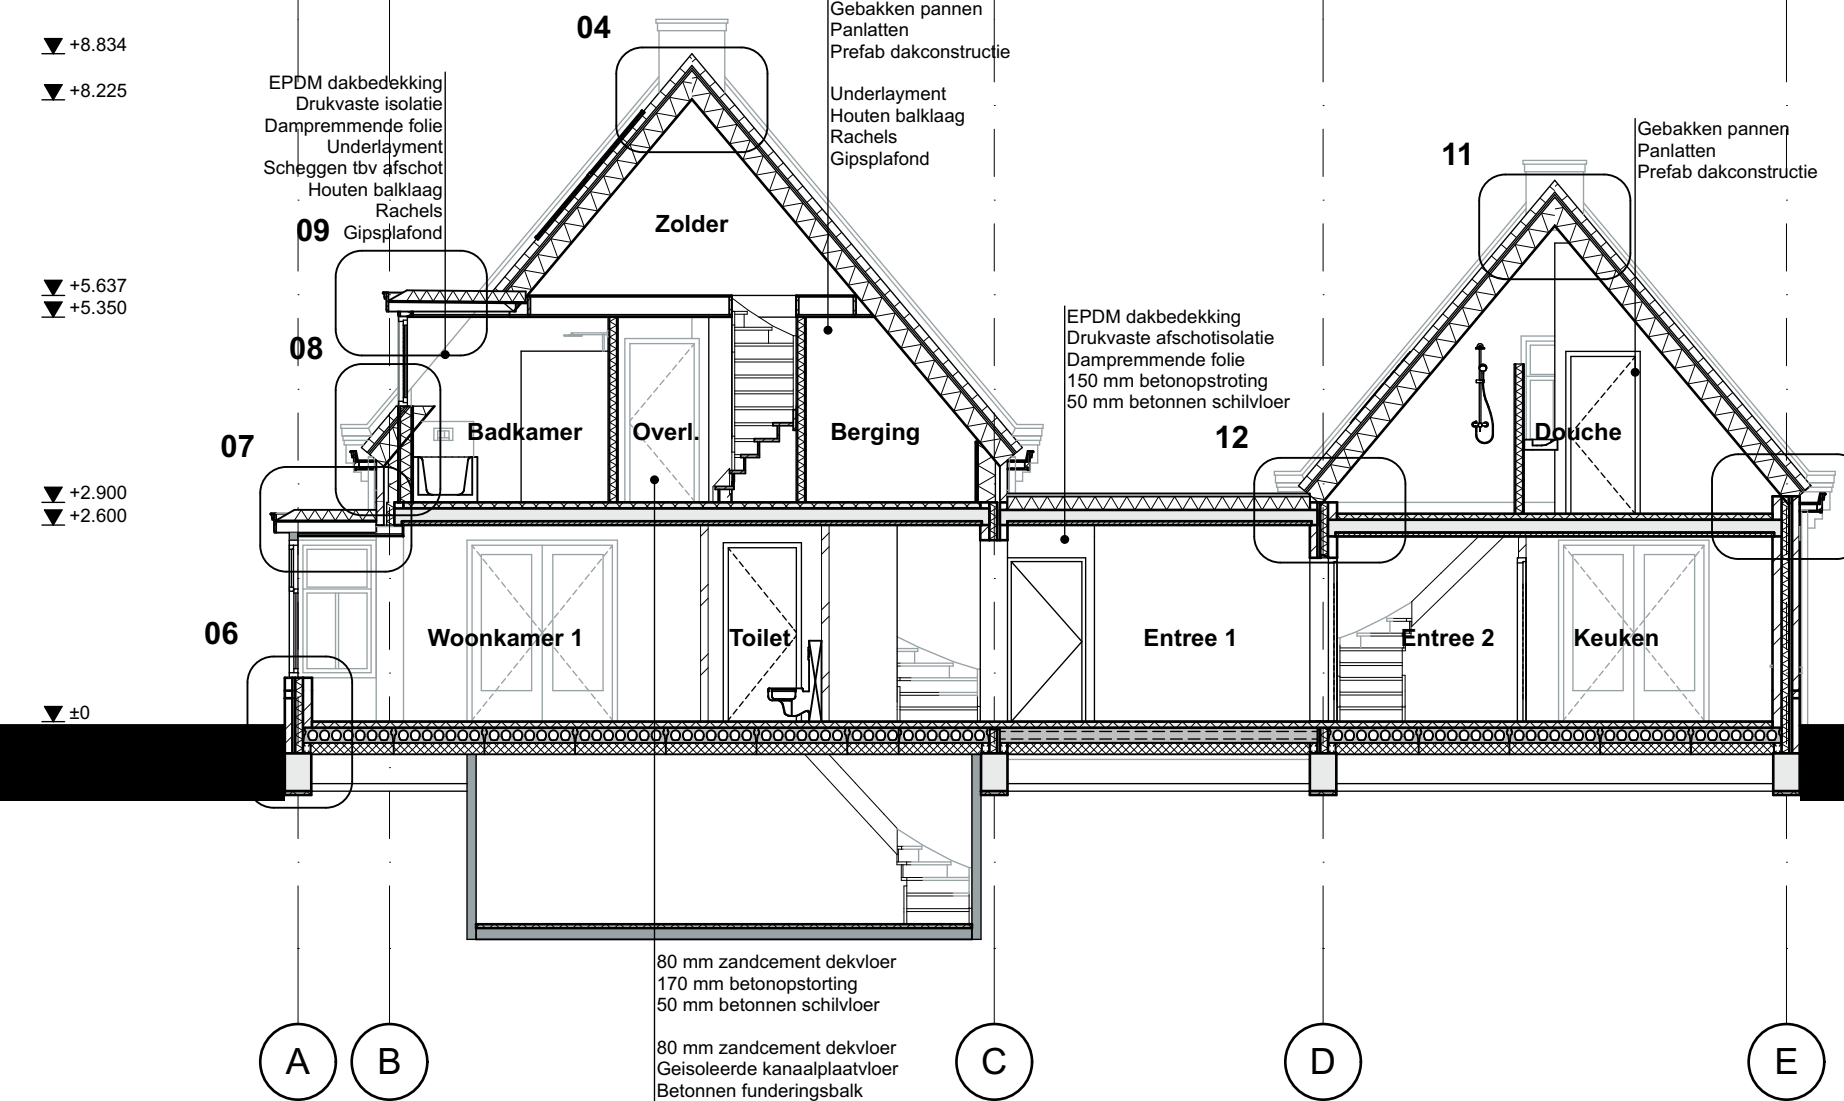 04
Gebakken pannen
Panlatten
Prefab dakconstructie
Underlayment
Houten balklaag
Rachels
Gipsplafond
+8.834
+8.225
EPDM dakbedekking
Drukvaste isolatie
Dampremmende folie
Underlayment
Scheggen tbv afschot
Houten balklaag
Rachels
Gipsplafond
11
Gebakken pannen
Panlatten
Prefab dakconstructie
09
Zolder
+5.637
+5.350
08
EPDM dakbedekking
Drukvaste afschotisolatie
Dampremmende folie
150 mm betonopstroting
50 mm betonnen schilvloer
07
Badkamer
Overl.
Berging
12
Douche
+2.900
+2.600
06
Woonkamer 1
Toilet
Entree 1
Entree 2
Keuken
±0
80 mm zandcement dekvloer
170 mm betonopstorting
50 mm betonnen schilvloer
80 mm zandcement dekvloer
Geisoleerde kanaalplaatvloer
Betonnen funderingsbalk
A
B
C
D
E